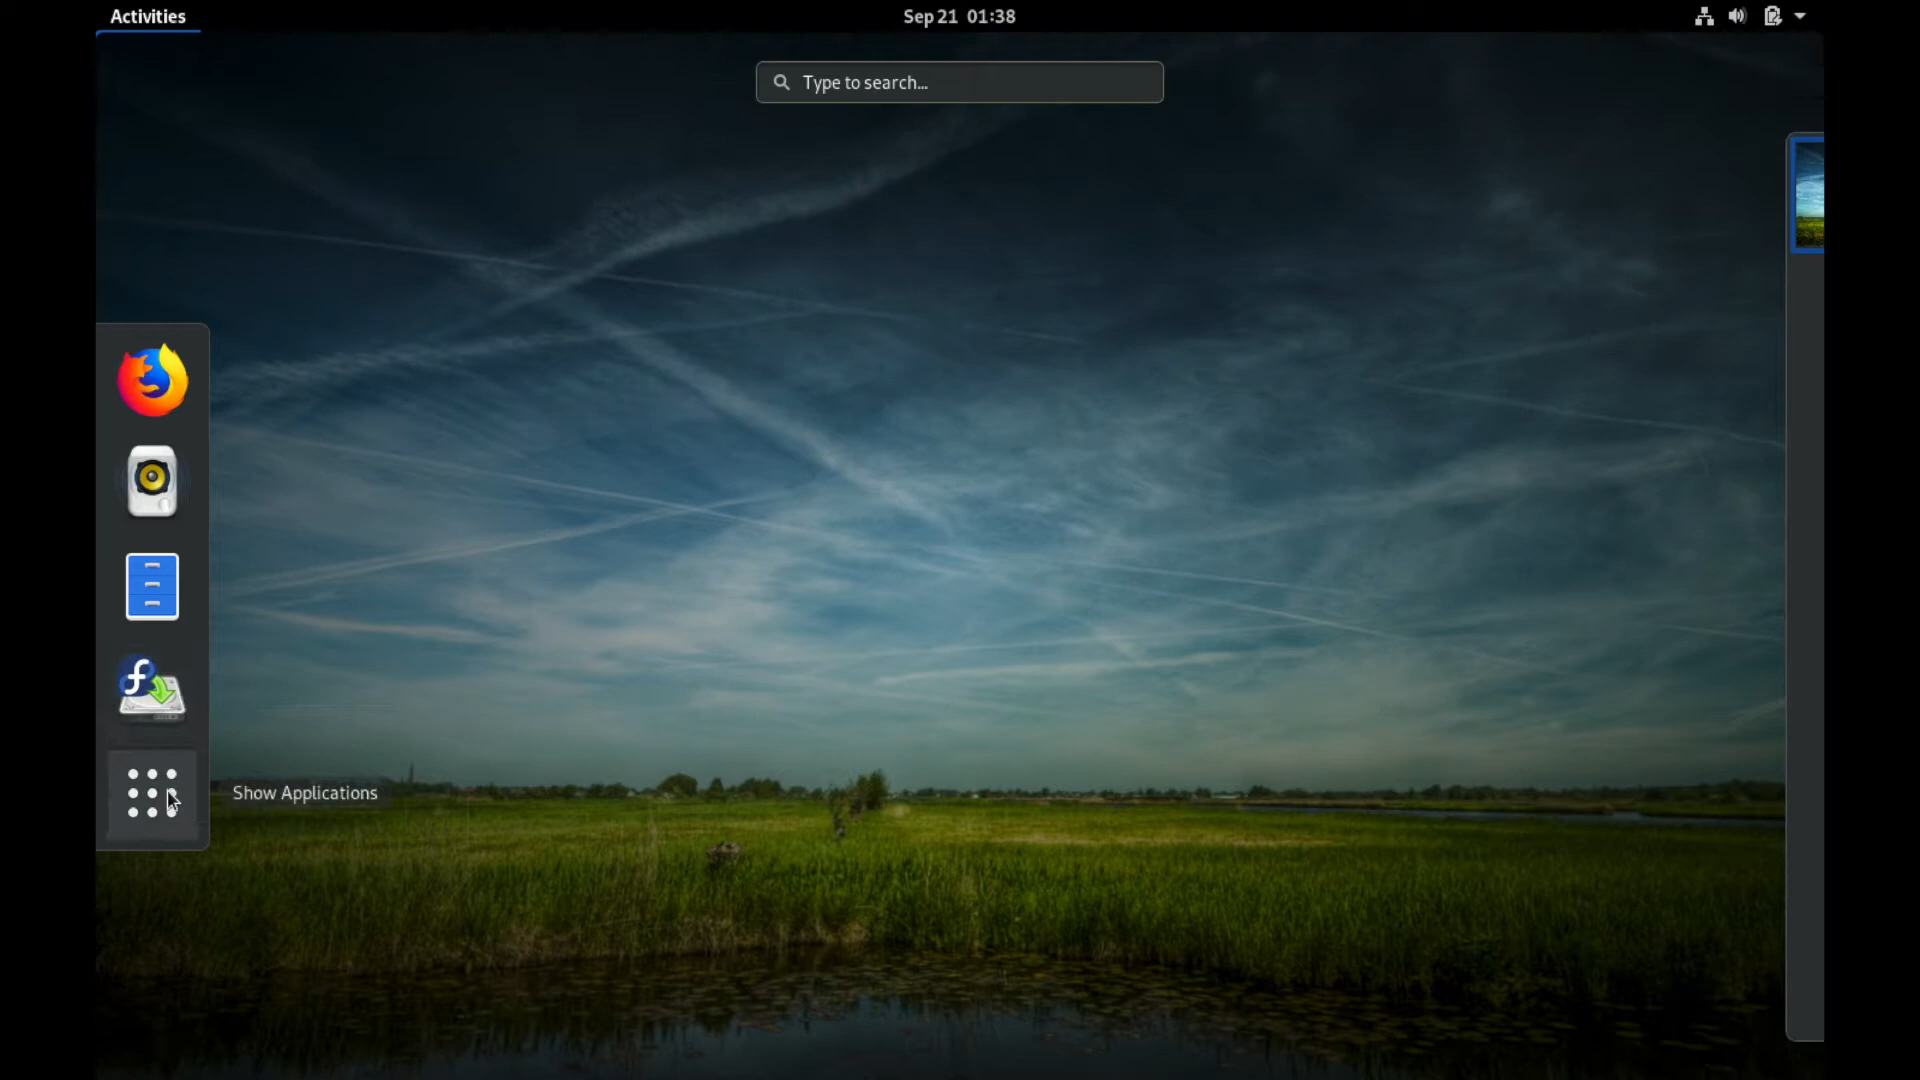 Activities
Sep 21 01:38
Type to search...
Show Applications